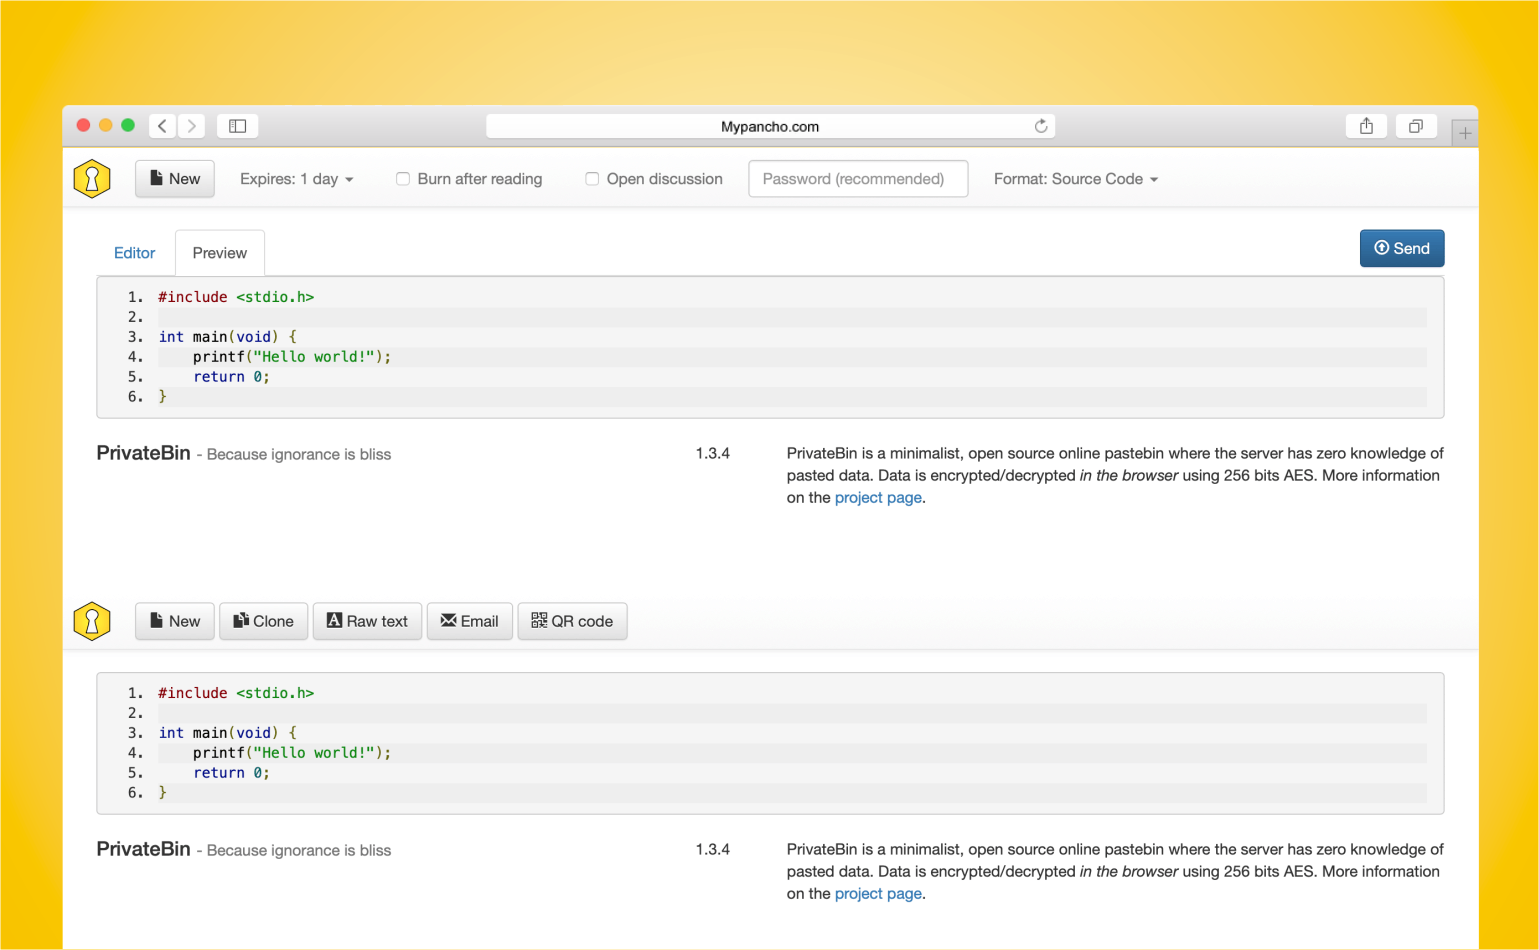 Mypancho.com
New Expires: 1 day Burn after reading Open discussion Password (recommended) Format: Source Code
Editor Preview Send
1. #include <stdio.h>
2.
3. int main(void) {
4.     printf("Hello world!");
5.     return 0;
6. }
PrivateBin - Because ignorance is bliss 1.3.4 PrivateBin is a minimalist, open source online pastebin where the server has zero knowledge of
pasted data. Data is encrypted/decrypted in the browser using 256 bits AES. More information
on the project page.
New Clone Raw text Email QR code
1. #include <stdio.h>
2.
3. int main(void) {
4.     printf("Hello world!");
5.     return 0;
6. }
PrivateBin - Because ignorance is bliss 1.3.4 PrivateBin is a minimalist, open source online pastebin where the server has zero knowledge of
pasted data. Data is encrypted/decrypted in the browser using 256 bits AES. More information
on the project page.